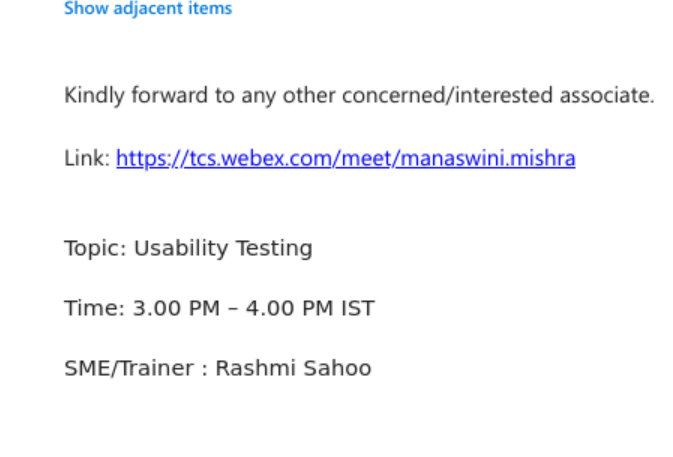 Show adjacent items
Kindly forward to any other concerned/interested associate.
Link: https://tcs.webex.com/meet/manaswini.mishra
Topic: Usability Testing
Time: 3.00 PM – 4.00 PM IST
SME/Trainer : Rashmi Sahoo